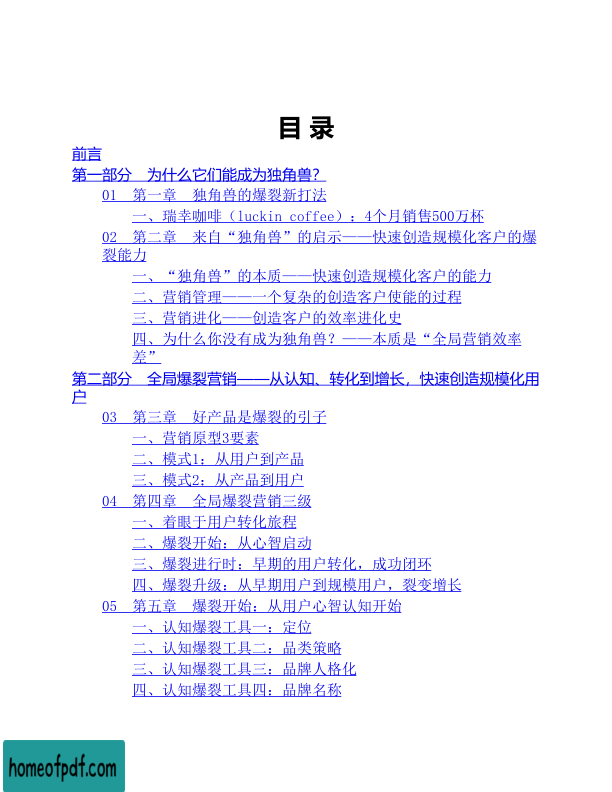 目 录
前言
第一部分　为什么它们能成为独角兽？
01　第一章　独角兽的爆裂新打法
一、瑞幸咖啡（luckin coffee）：4个月销售500万杯
02　第二章　来自“独角兽”的启示——快速创造规模化客户的爆
裂能力
一、“独角兽”的本质——快速创造规模化客户的能力
二、营销管理——一个复杂的创造客户使能的过程
三、营销进化——创造客户的效率进化史
四、为什么你没有成为独角兽？——本质是“全局营销效率
差”
第二部分　全局爆裂营销——从认知、转化到增长，快速创造规模化用
户
03　第三章　好产品是爆裂的引子
一、营销原型3要素
二、模式1：从用户到产品
三、模式2：从产品到用户
04　第四章　全局爆裂营销三级
一、着眼于用户转化旅程
二、爆裂开始：从心智启动
三、爆裂进行时：早期的用户转化，成功闭环
四、爆裂升级：从早期用户到规模用户，裂变增长
05　第五章　爆裂开始：从用户心智认知开始
一、认知爆裂工具一：定位
二、认知爆裂工具二：品类策略
三、认知爆裂工具三：品牌人格化
四、认知爆裂工具四：品牌名称
homeofpdf.com